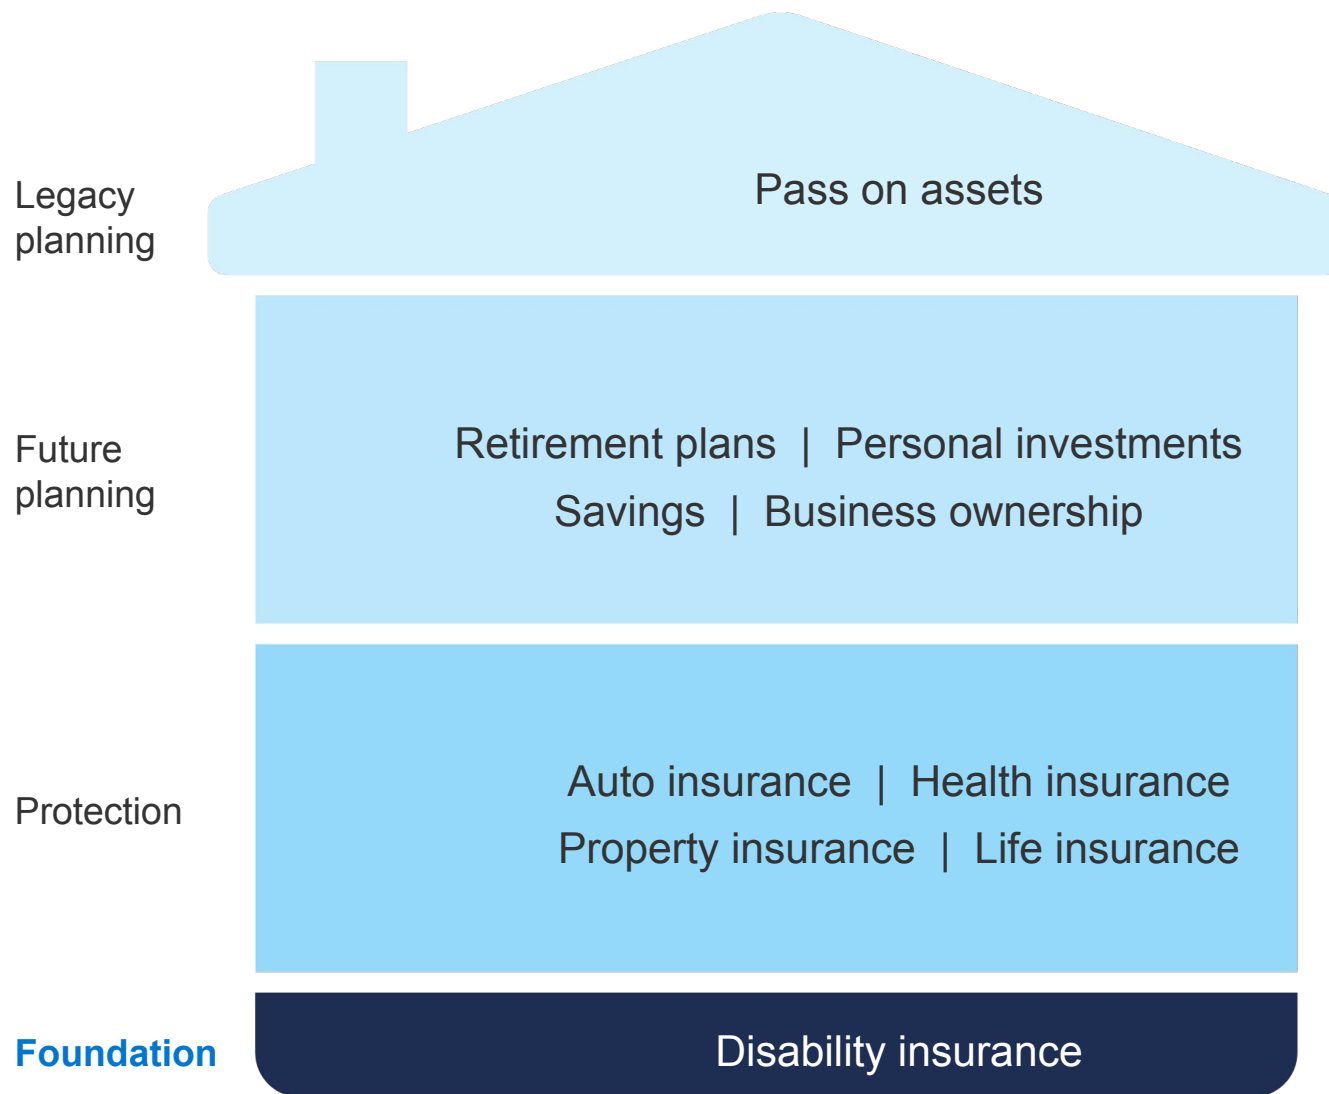 Legacy
planning
Pass on assets
Future
planning
Retirement plans | Personal investments
Savings | Business ownership
Protection
Auto insurance | Health insurance
Property insurance | Life insurance
Foundation
Disability insurance